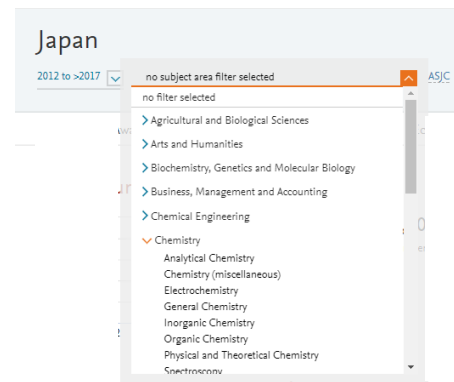 Japan
2012 to >2017
no subject area filter selected
ASJC
no filter selected
Agricultural and Biological Sciences
Arts and Humanities
Biochemistry, Genetics and Molecular Biology
Business, Management and Accounting
Chemical Engineering
Chemistry
Analytical Chemistry
Chemistry (miscellaneous)
Electrochemistry
General Chemistry
Inorganic Chemistry
Organic Chemistry
Physical and Theoretical Chemistry
Spectroscopy